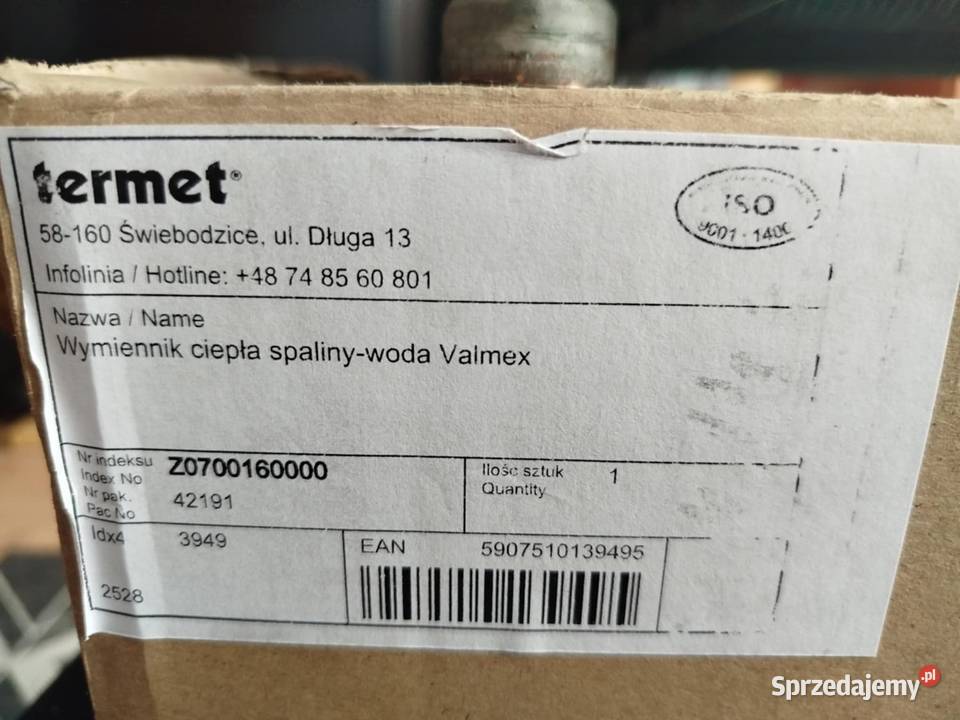 termet®
58-160 Świebodzice, ul. Długa 13
Infolinia / Hotline: +48 74 85 60 801
ISO
9001 - 1400
Nazwa / Name
Wymiennik ciepła spaliny-woda Valmex
Nr indeksu Z0700160000
Index No
Nr pak. 42191
Pac No
Ilość sztuk 1
Quantity
Idx4 3949
2528
EAN 5907510139495
Sprzedajemy.pl